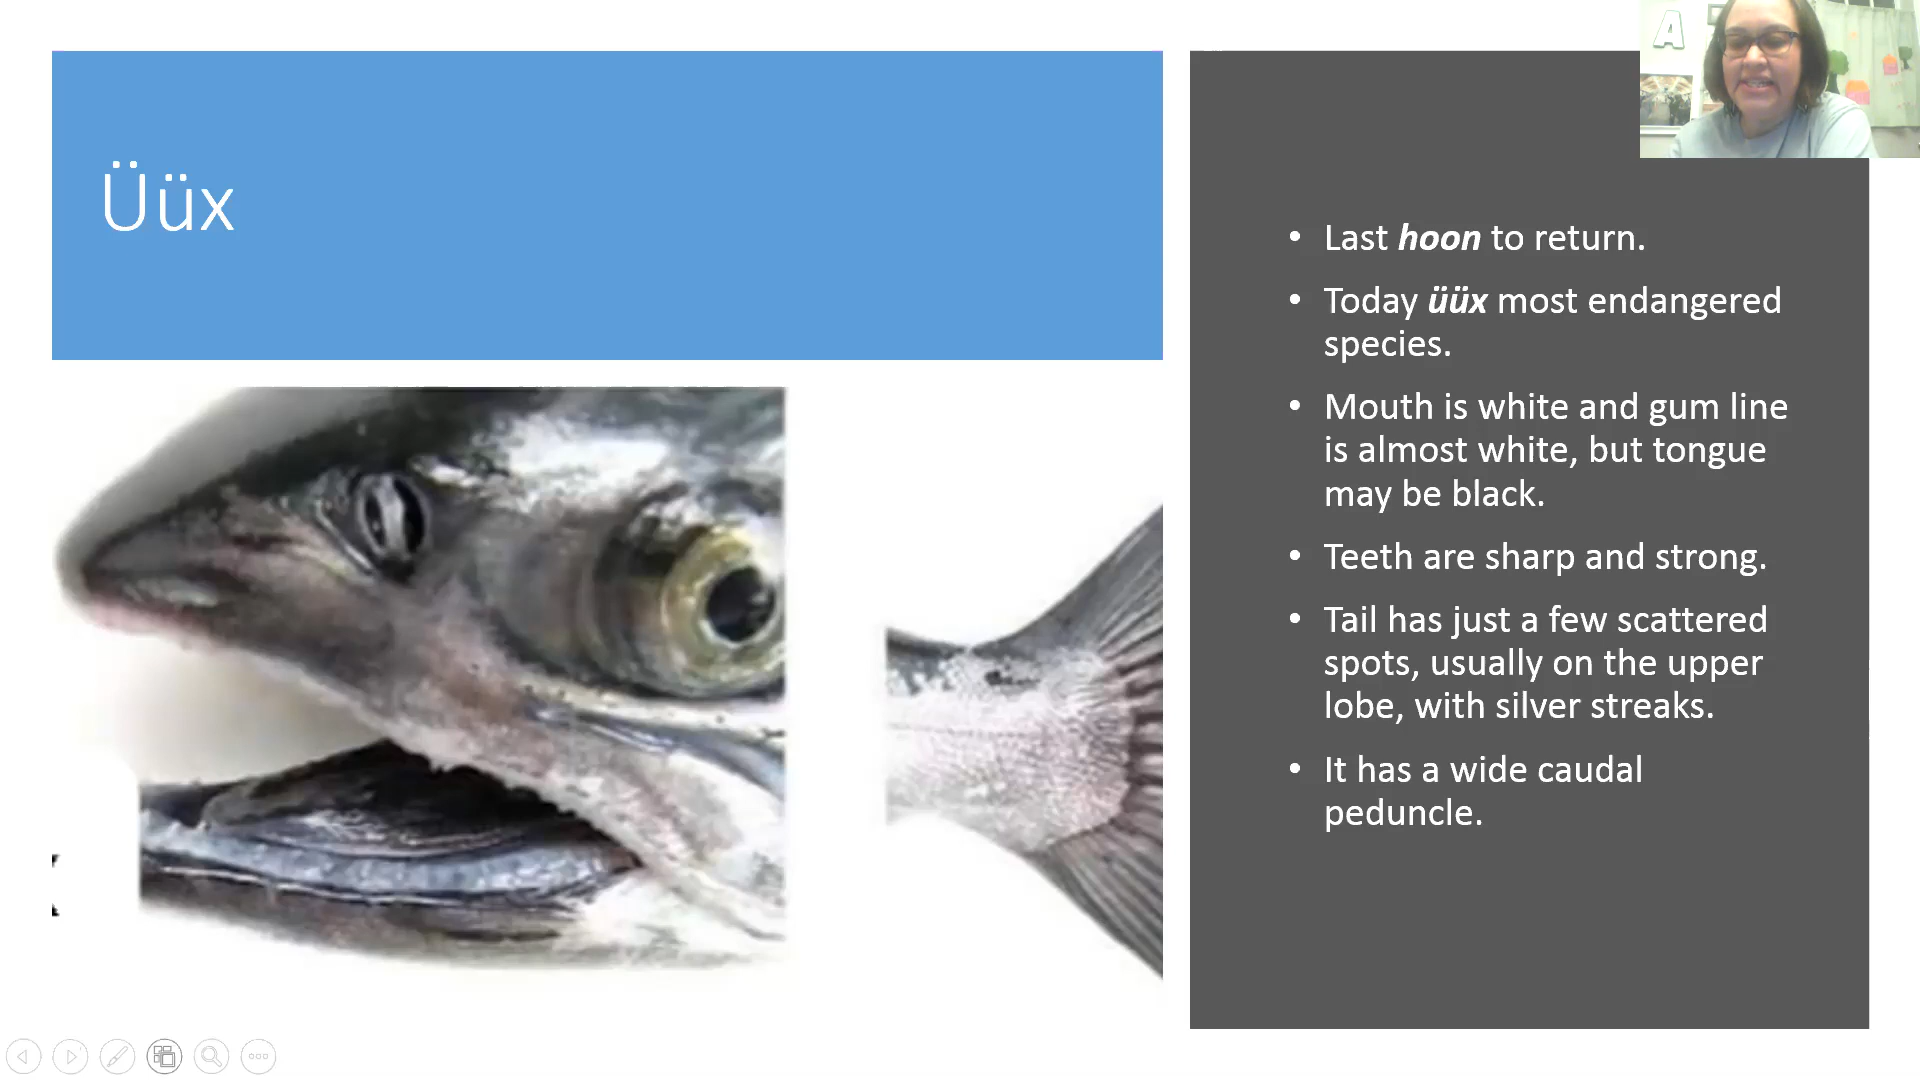 A
Üüx
• Last hoon to return.
• Today üüx most endangered
species.
• Mouth is white and gum line
is almost white, but tongue
may be black.
• Teeth are sharp and strong.
• Tail has just a few scattered
spots, usually on the upper
lobe, with silver streaks.
• It has a wide caudal
peduncle.